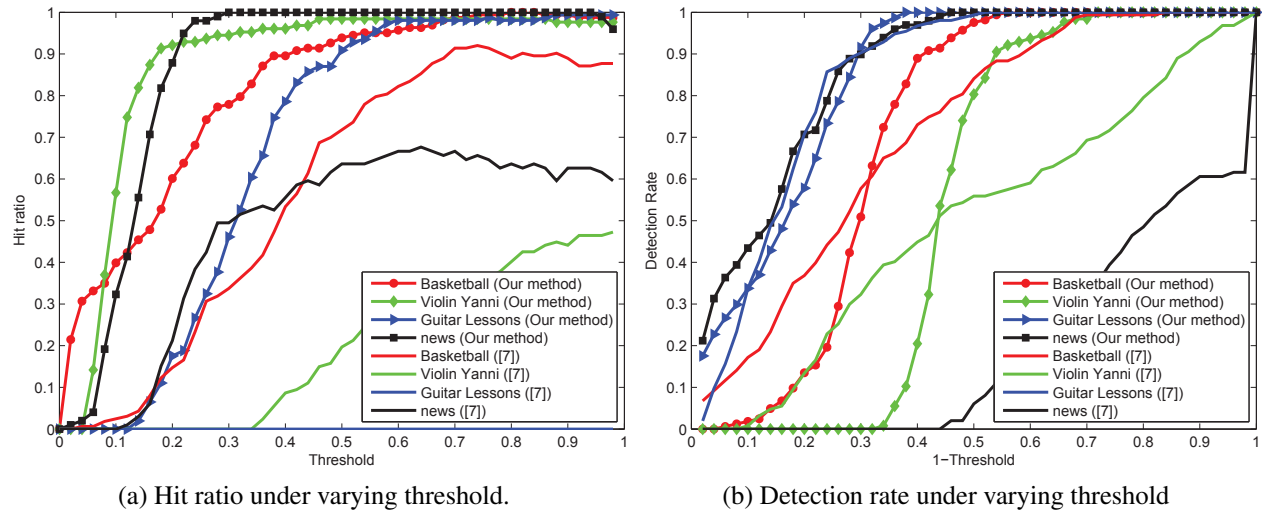 1
0.9
0.8
0.7
0.6
0.5
0.4
0.3
0.2
0.1
0
Hit ratio
0 0.1 0.2 0.3 0.4 0.5 0.6 0.7 0.8 0.9 1
Threshold
Basketball (Our method)
Violin Yanni (Our method)
Guitar Lessons (Our method)
news (Our method)
Basketball ([7])
Violin Yanni ([7])
Guitar Lessons ([7])
news ([7])
(a) Hit ratio under varying threshold.
1
0.9
0.8
0.7
0.6
0.5
0.4
0.3
0.2
0.1
0
Detection Rate
0 0.1 0.2 0.3 0.4 0.5 0.6 0.7 0.8 0.9 1
1−Threshold
Basketball (Our method)
Violin Yanni (Our method)
Guitar Lessons (Our method)
news (Our method)
Basketball ([7])
Violin Yanni ([7])
Guitar Lessons ([7])
news ([7])
(b) Detection rate under varying threshold